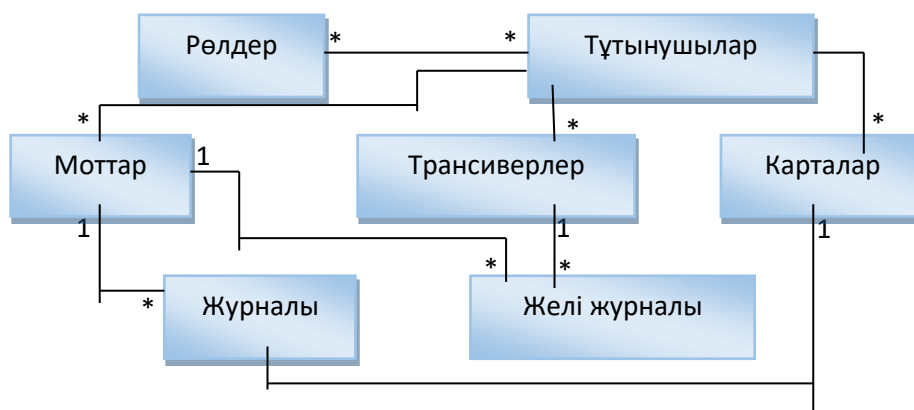 Рөлдер
*
*
Тұтынушылар
*
*
*
Моттар
1
Трансиверлер
Карталар
1
1
1
*
*
*
Журналы
Желі журналы